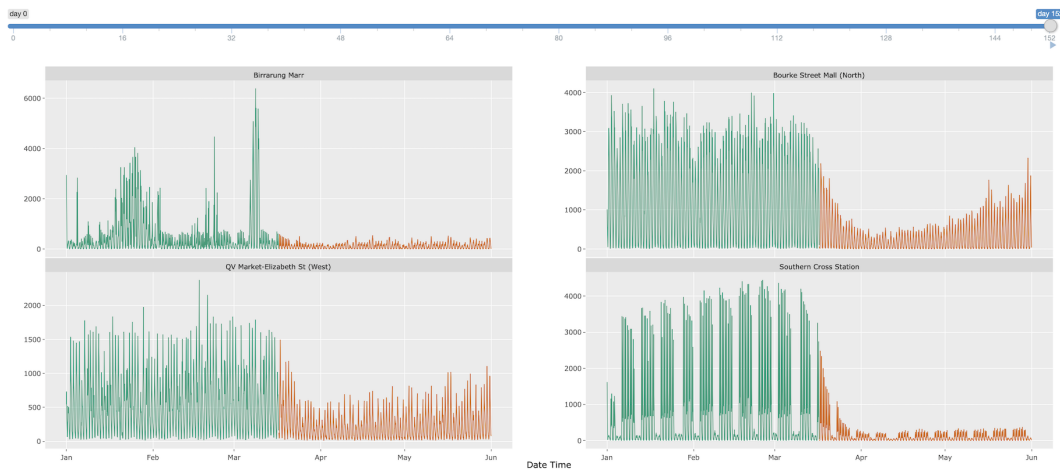 day 0
day 152
0 16 32 48 64 80 96 112 128 144 152
Birrarung Marr
6000
4000
2000
0
Bourke Street Mall (North)
4000
3000
2000
1000
0
QV Market-Elizabeth St (West)
2000
1500
1000
500
0
Jan Feb Mar Apr May Jun
Southern Cross Station
4000
3000
2000
1000
0
Jan Feb Mar Apr May Jun
Date Time